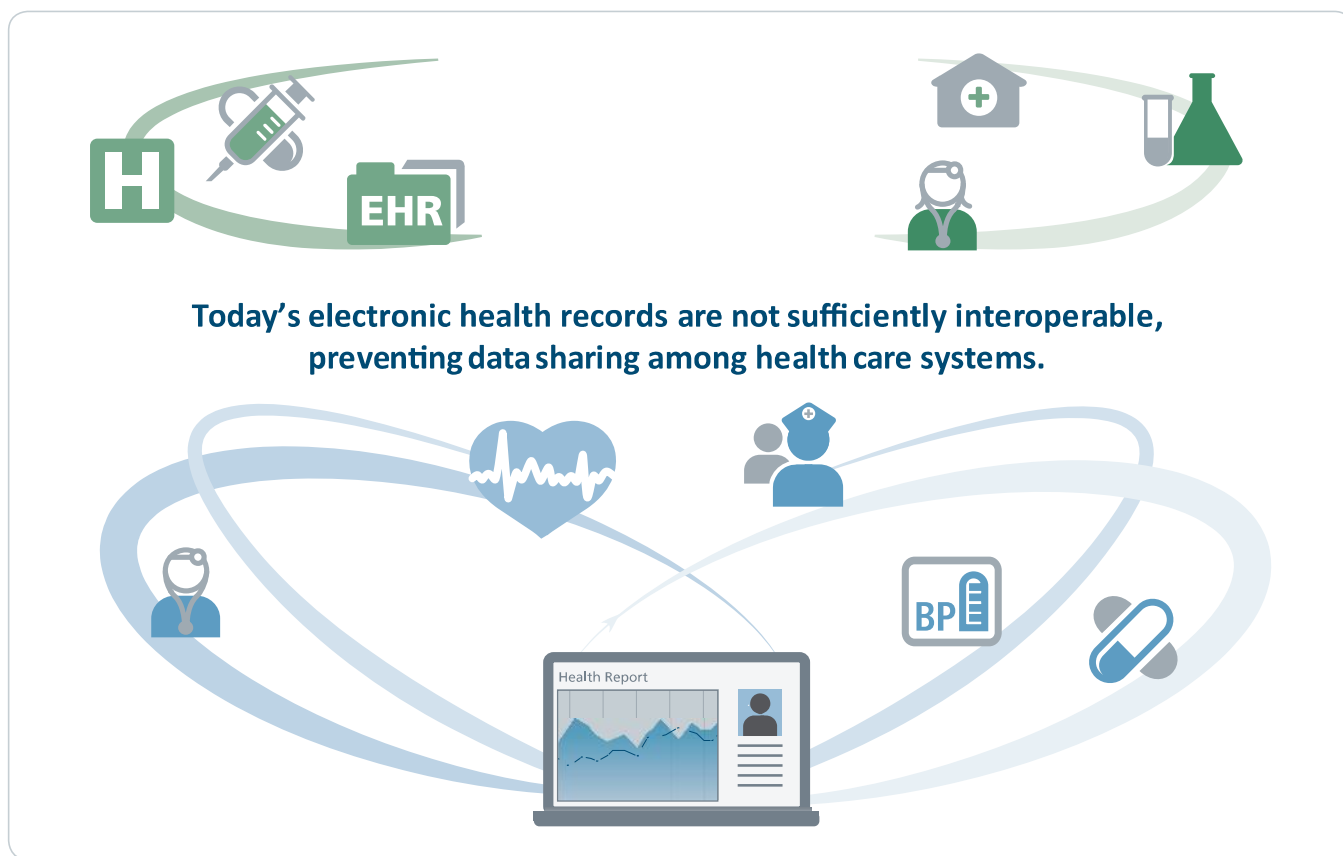 H
EHR
Today’s electronic health records are not sufficiently interoperable,
preventing data sharing among health care systems.
BP
Health Report